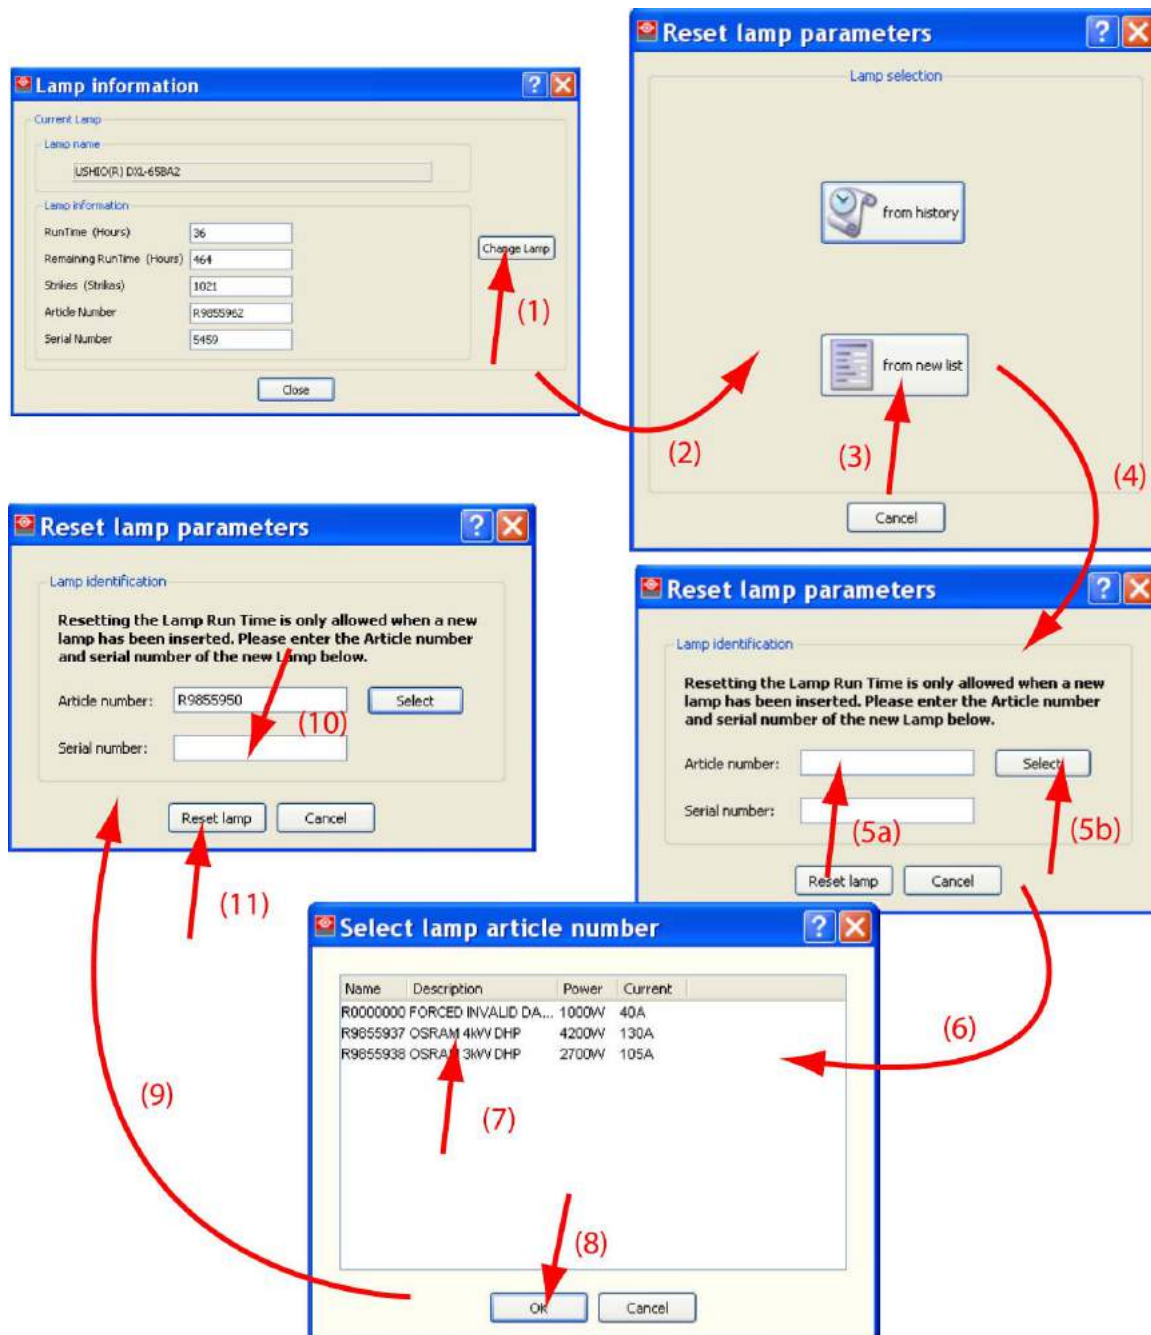 Lamp information
Current Lamp
Lamp name
USHIO(R) DXL-65BA2
Lamp information
RunTime (Hours) 36
Remaining RunTime (Hours) 464
Strikes (Strikes) 1021
Article Number R9855962
Serial Number 5459
Change Lamp
Close
(1)
(2)
Reset lamp parameters
Lamp selection
from history
from new list
(3)
(4)
Cancel
Reset lamp parameters
Lamp identification
Resetting the Lamp Run Time is only allowed when a new
lamp has been inserted. Please enter the Article number
and serial number of the new Lamp below.
Article number: Select
Serial number:
(5a)
(5b)
Reset lamp Cancel
(6)
Select lamp article number
Name Description Power Current
R0000000 FORCED INVALID DA... 1000W 40A
R9855937 OSRAM 4kW DHP 4200W 130A
R9855938 OSRAM 3kW DHP 2700W 105A
(7)
(8)
OK Cancel
(9)
Reset lamp parameters
Lamp identification
Resetting the Lamp Run Time is only allowed when a new
lamp has been inserted. Please enter the Article number
and serial number of the new Lamp below.
Article number: R9855950 Select
(10)
Serial number:
Reset lamp Cancel
(11)